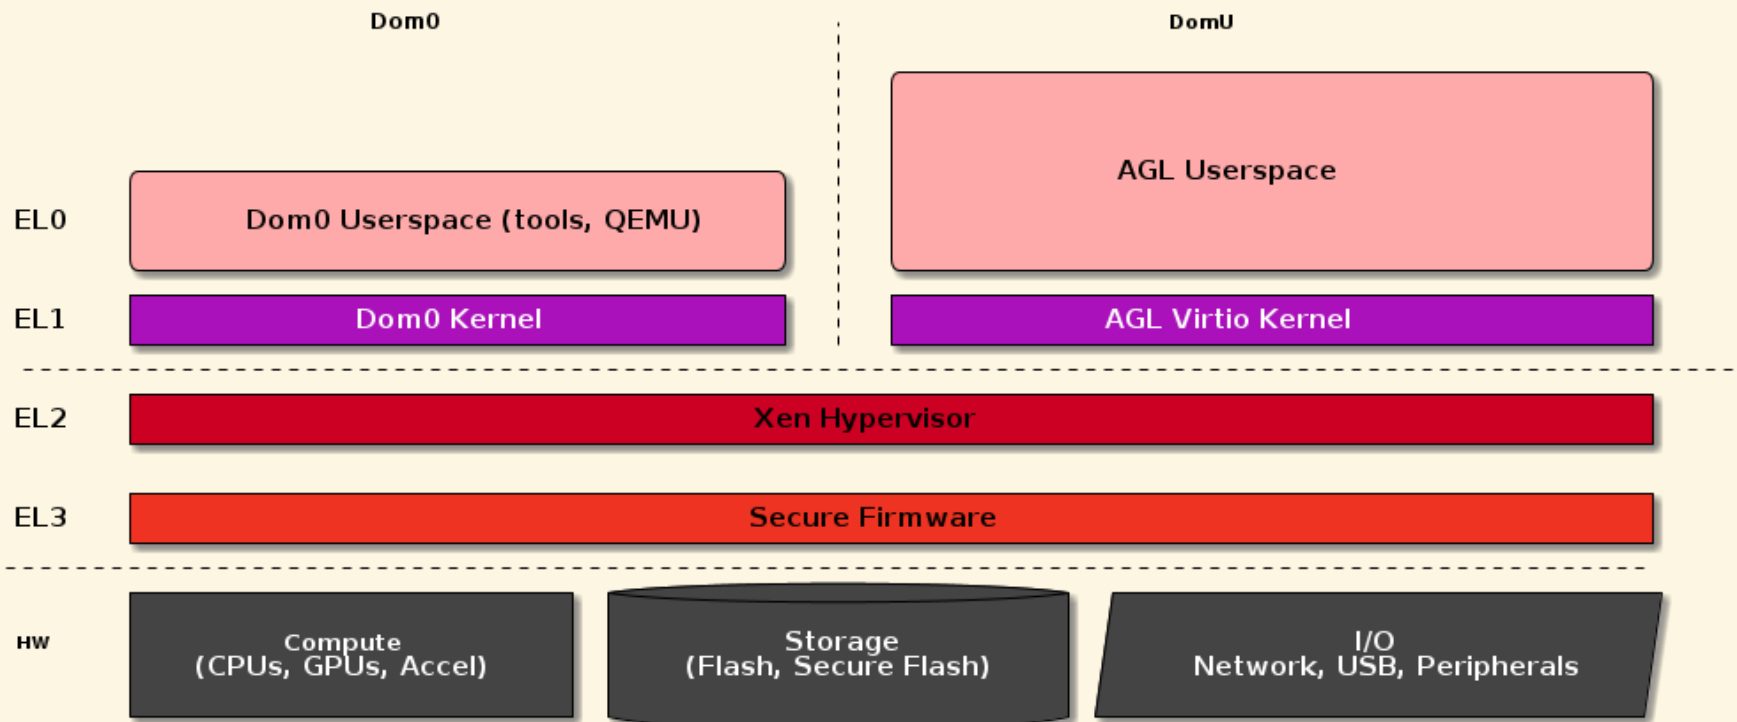 Dom0
DomU
AGL Userspace
EL0
Dom0 Userspace (tools, QEMU)
EL1
Dom0 Kernel
AGL Virtio Kernel
EL2
Xen Hypervisor
EL3
Secure Firmware
HW
Compute
(CPUs, GPUs, Accel)
Storage
(Flash, Secure Flash)
I/O
Network, USB, Peripherals